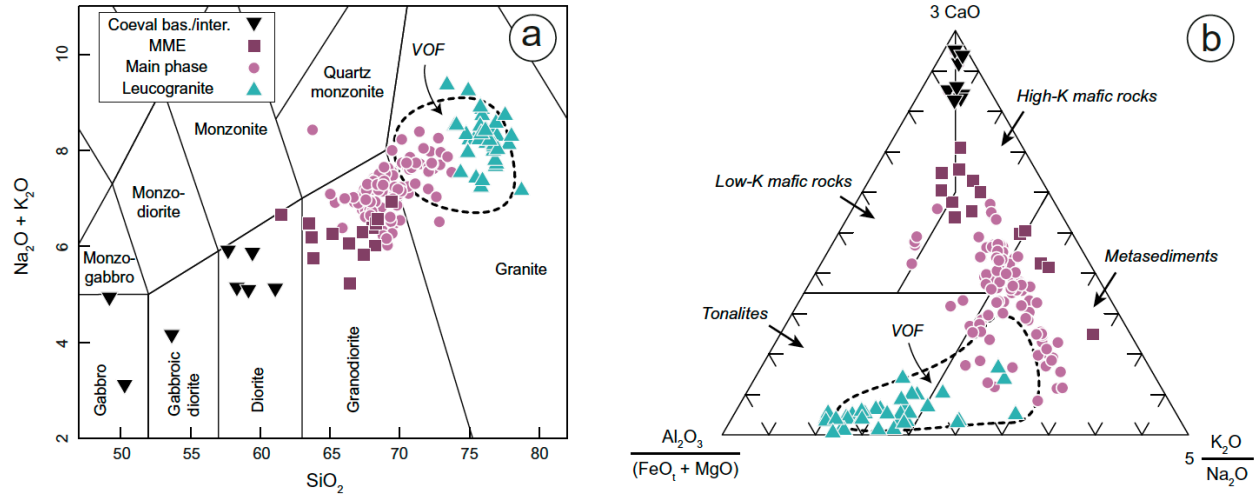 Coeval bas./inter.
MME
Main phase
Leucogranite
a
VOF
Quartz
monzonite
Monzonite
Monzo-
diorite
Monzo-
gabbro
Gabbro
Gabbroic
diorite
Diorite
Granodiorite
Granite
Na₂O + K₂O
2
4
6
8
10
50
55
60
65
70
75
80
SiO₂
b
3 CaO
High-K mafic rocks
Low-K mafic rocks
Metasediments
Tonalites
VOF
Al₂O₃
(FeOₜ + MgO)
5
K₂O
Na₂O